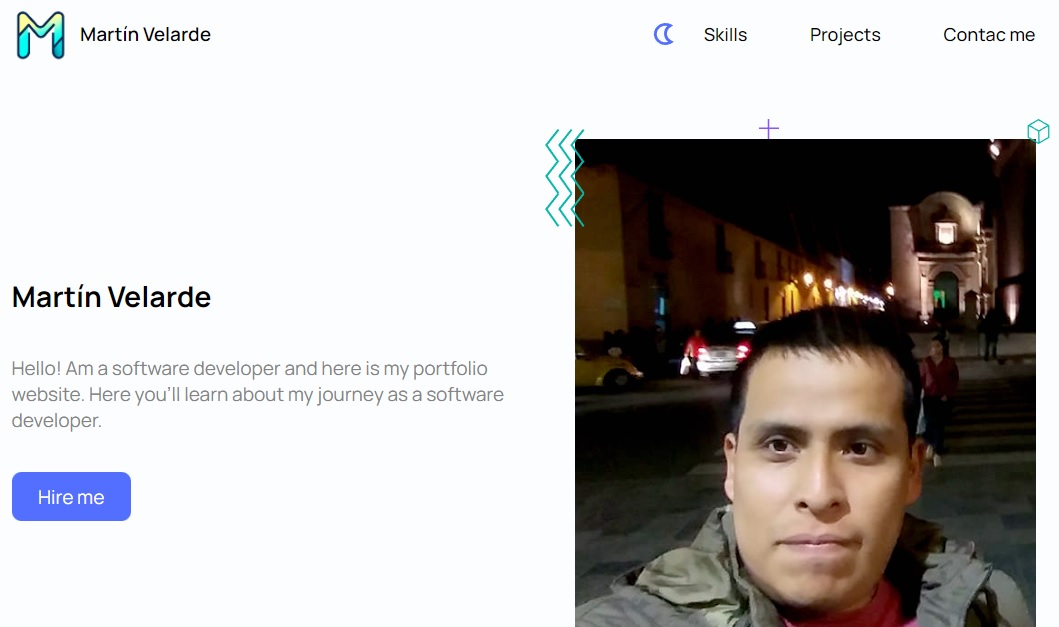 M
Martín Velarde
Skills
Projects
Contac me
Martín Velarde
Hello! Am a software developer and here is my portfolio
website. Here you'll learn about my journey as a software
developer.
Hire me